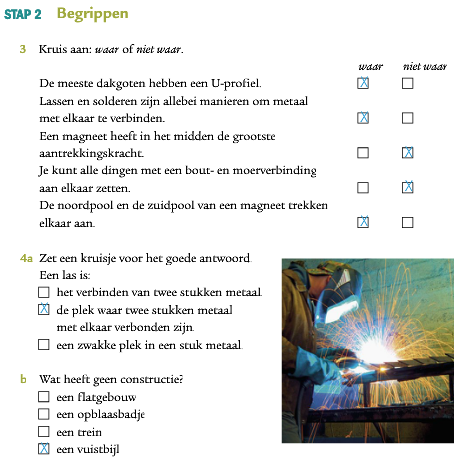 STAP 2 Begrippen
3 Kruis aan: waar of niet waar.
waar niet waar
De meeste dakgoten hebben een U-profiel.
Lassen en solderen zijn allebei manieren om metaal
met elkaar te verbinden.
Een magneet heeft in het midden de grootste
aantrekkingskracht.
Je kunt alle dingen met een bout- en moerverbinding
aan elkaar zetten.
De noordpool en de zuidpool van een magneet trekken
elkaar aan.
4a Zet een kruisje voor het goede antwoord.
Een las is:
het verbinden van twee stukken metaal.
de plek waar twee stukken metaal
met elkaar verbonden zijn.
een zwakke plek in een stuk metaal.
b Wat heeft geen constructie?
een flatgebouw
een opblaasbadje
een trein
een vuistbijl